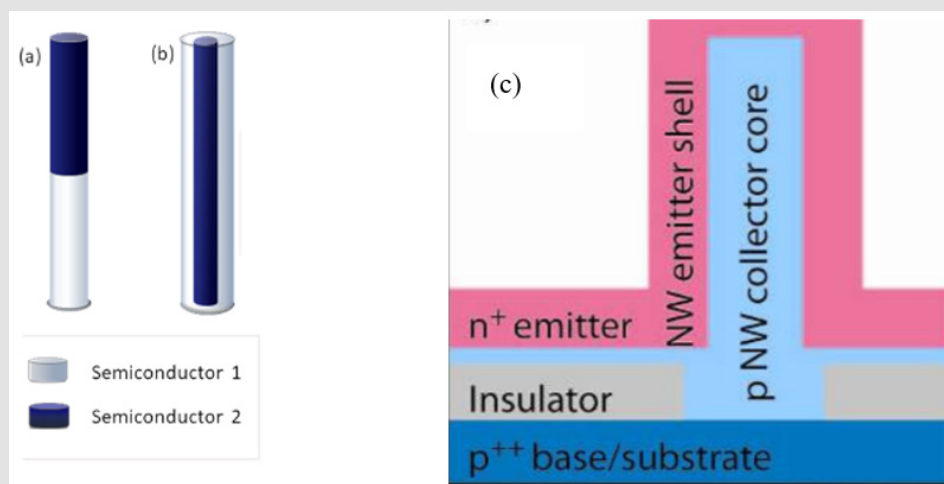 (a)
(b)
Semiconductor 1
Semiconductor 2
(c)
NW emitter shell
p NW collector core
n⁺ emitter
Insulator
p⁺⁺ base/substrate